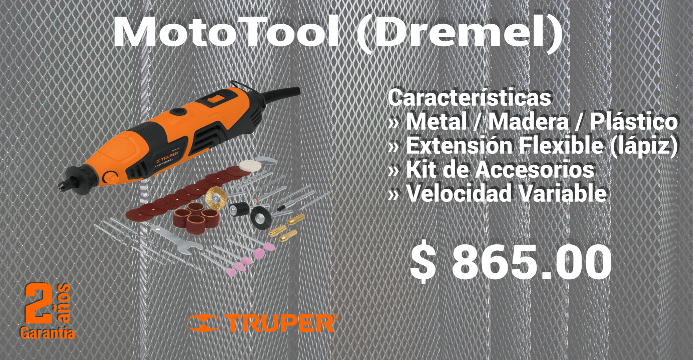 MotoTool (Dremel)
Características
» Metal / Madera / Plástico
» Extensión Flexible (lápiz)
» Kit de Accesorios
» Velocidad Variable
$ 865.00
TRUPER
2 años
Garantía
TRUPER